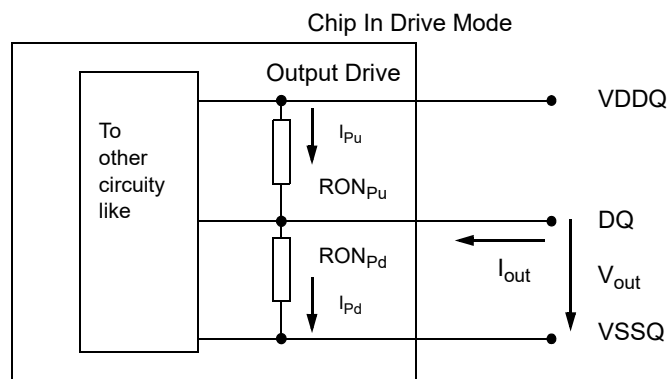 Chip In Drive Mode
Output Drive
To
other
circuity
like
I_Pu
RON_Pu
RON_Pd
I_Pd
VDDQ
DQ
I_out
V_out
VSSQ